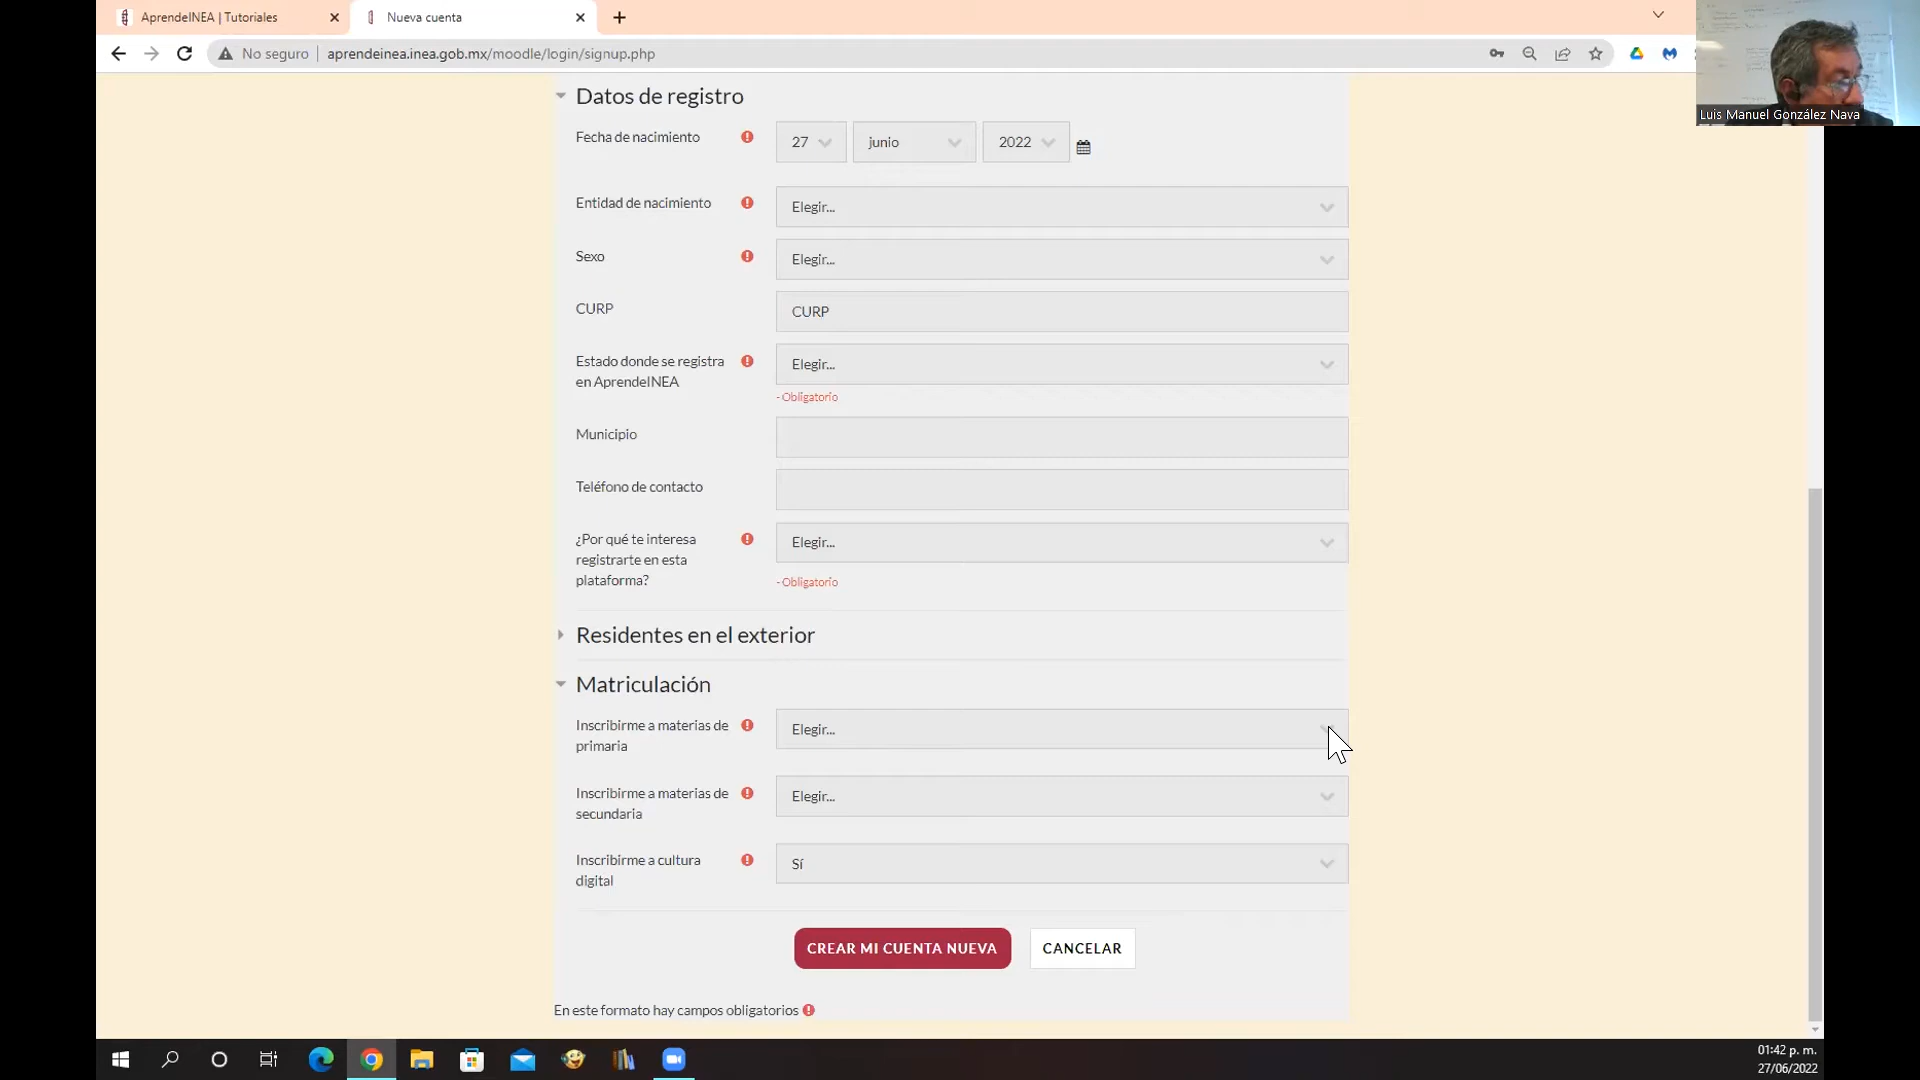 AprendeINEA | Tutoriales
Nueva cuenta
No seguro
aprendeinea.inea.gob.mx/moodle/login/signup.php
Luis Manuel González Nava
Datos de registro
Fecha de nacimiento
27
junio
2022
Entidad de nacimiento
Elegir...
Sexo
Elegir...
CURP
CURP
Estado donde se registra
en AprendeINEA
Elegir...
- Obligatorio
Municipio
Teléfono de contacto
¿Por qué te interesa
registrarte en esta
plataforma?
Elegir...
- Obligatorio
Residentes en el exterior
Matriculación
Inscribirme a materias de
primaria
Elegir...
Inscribirme a materias de
secundaria
Elegir...
Inscribirme a cultura
digital
Sí
CREAR MI CUENTA NUEVA
CANCELAR
En este formato hay campos obligatorios
01:42 p. m.
27/06/2022